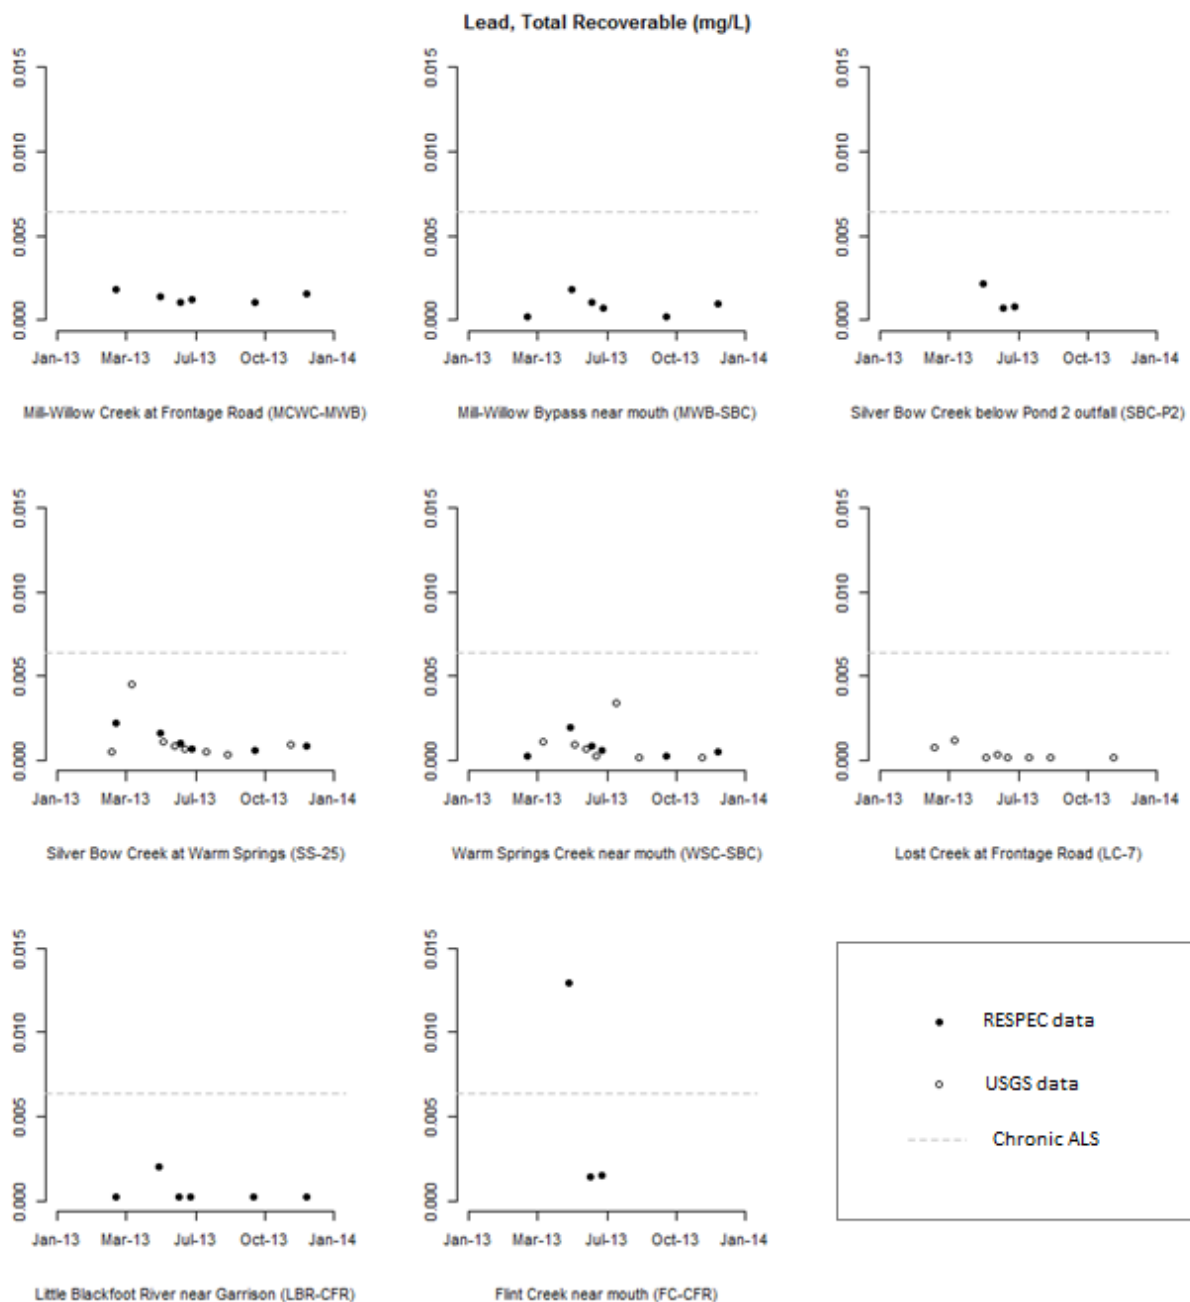 Lead, Total Recoverable (mg/L)
0.015
0.010
0.005
0.000
Jan-13 Mar-13 Jul-13 Oct-13 Jan-14
Mill-Willow Creek at Frontage Road (MCWC-MWB)
0.015
0.010
0.005
0.000
Jan-13 Mar-13 Jul-13 Oct-13 Jan-14
Mill-Willow Bypass near mouth (MWB-SBC)
0.015
0.010
0.005
0.000
Jan-13 Mar-13 Jul-13 Oct-13 Jan-14
Silver Bow Creek below Pond 2 outfall (SBC-P2)
0.015
0.010
0.005
0.000
Jan-13 Mar-13 Jul-13 Oct-13 Jan-14
Silver Bow Creek at Warm Springs (SS-25)
0.015
0.010
0.005
0.000
Jan-13 Mar-13 Jul-13 Oct-13 Jan-14
Warm Springs Creek near mouth (WSC-SBC)
0.015
0.010
0.005
0.000
Jan-13 Mar-13 Jul-13 Oct-13 Jan-14
Lost Creek at Frontage Road (LC-7)
0.015
0.010
0.005
0.000
Jan-13 Mar-13 Jul-13 Oct-13 Jan-14
Little Blackfoot River near Garrison (LBR-CFR)
0.015
0.010
0.005
0.000
Jan-13 Mar-13 Jul-13 Oct-13 Jan-14
Flint Creek near mouth (FC-CFR)
RESPEC data
USGS data
Chronic ALS